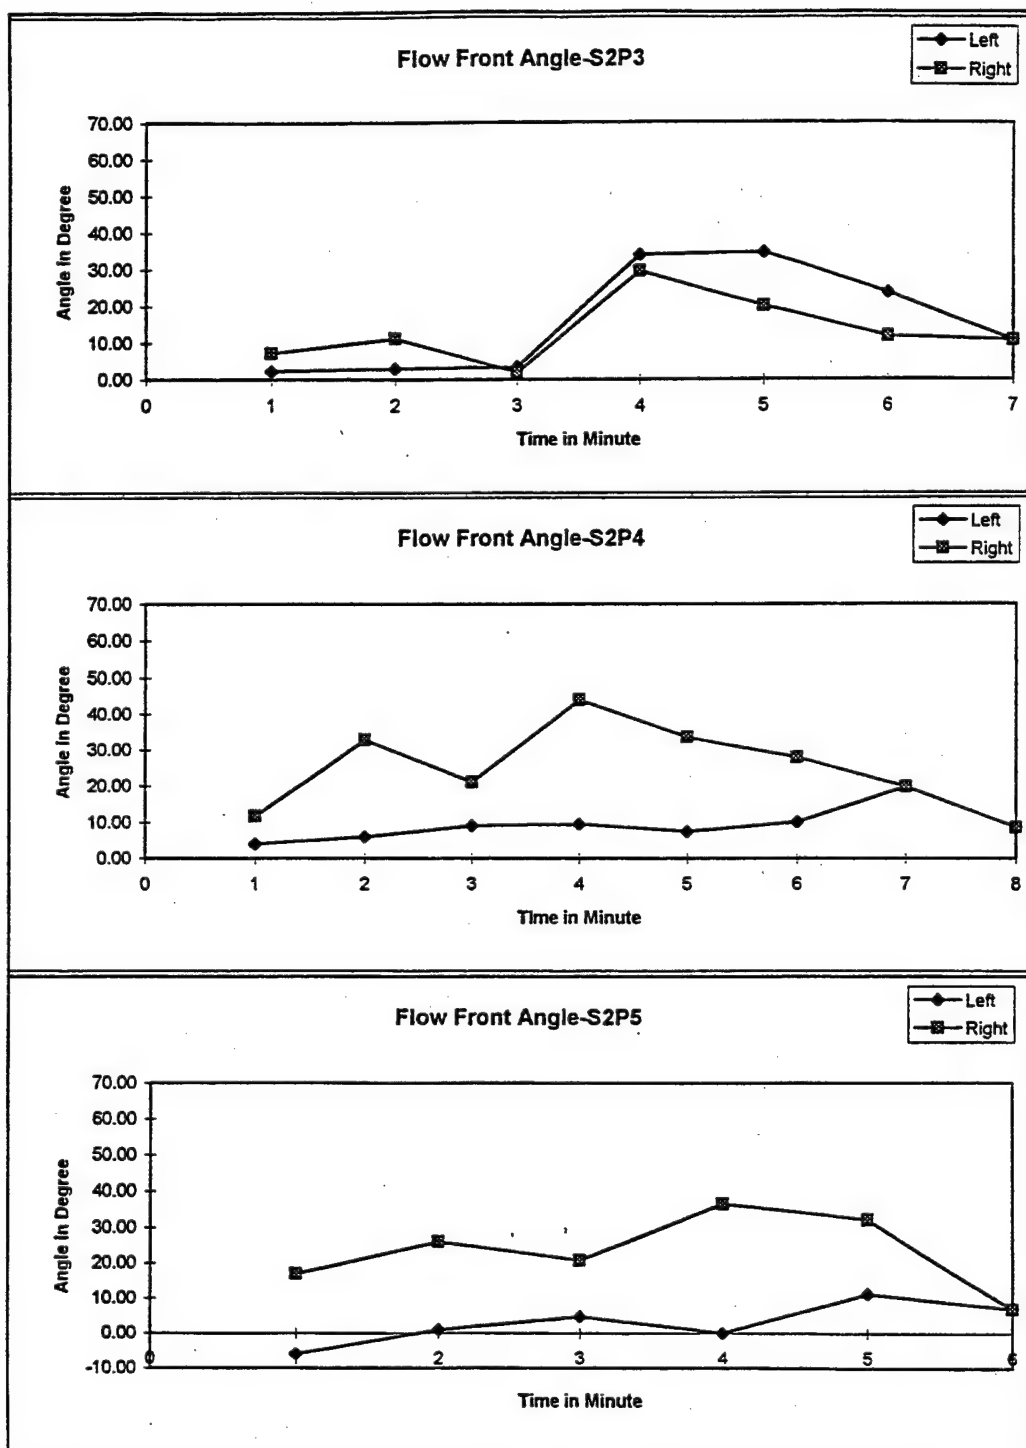 Flow Front Angle-S2P3
Left
Right
70.00
60.00
50.00
40.00
30.00
20.00
10.00
0.00
Angle in Degree
0 1 2 3 4 5 6 7
Time in Minute
Flow Front Angle-S2P4
Left
Right
70.00
60.00
50.00
40.00
30.00
20.00
10.00
0.00
Angle in Degree
0 1 2 3 4 5 6 7 8
Time in Minute
Flow Front Angle-S2P5
Left
Right
70.00
60.00
50.00
40.00
30.00
20.00
10.00
0.00
-10.00
Angle in Degree
0 2 3 4 5 6
Time in Minute